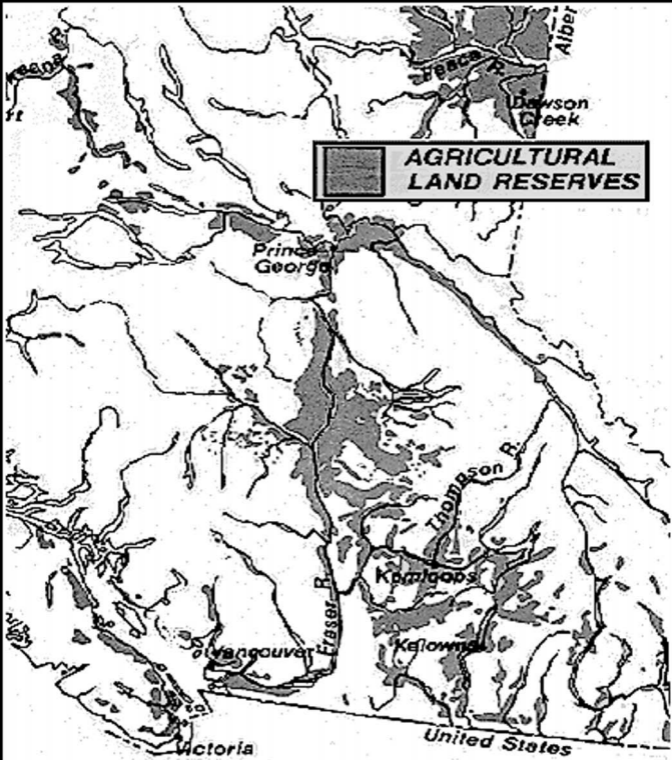 Peace R.
Dawson
Creek
AGRICULTURAL
LAND RESERVES
Prince
George
Thompson R.
Kamloops
Fraser R.
Vancouver
Kelowna
United States
Victoria